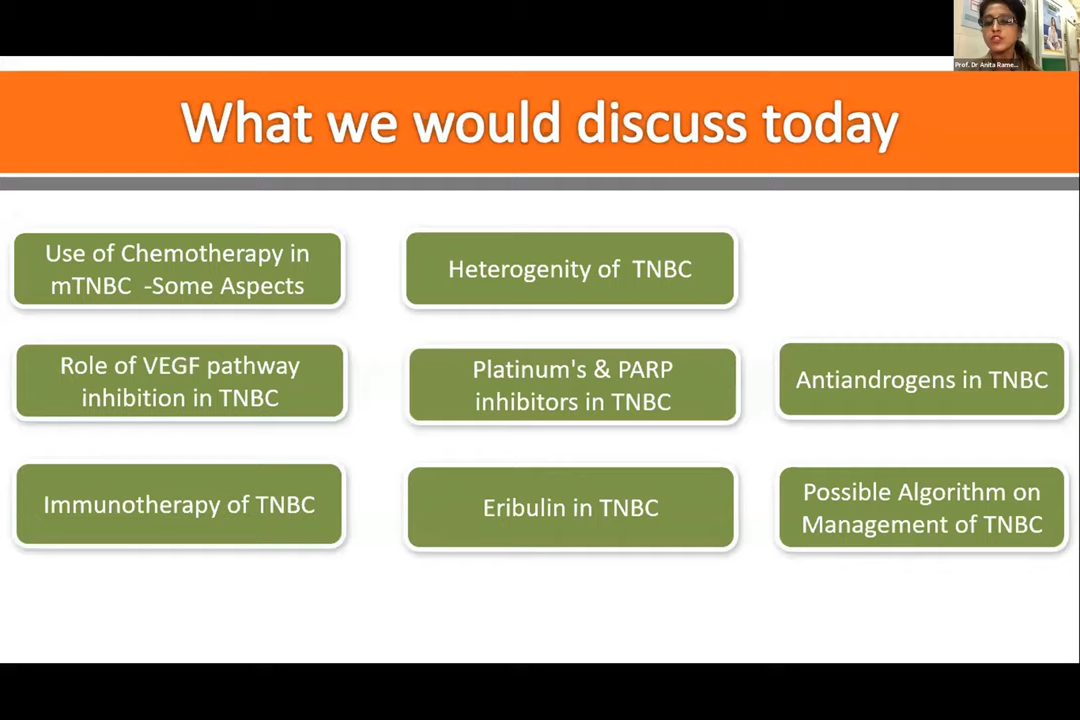 Prof. Dr Anita Rame...
What we would discuss today
Use of Chemotherapy in
mTNBC -Some Aspects
Heterogenity of TNBC
Role of VEGF pathway
inhibition in TNBC
Platinum's & PARP
inhibitors in TNBC
Antiandrogens in TNBC
Immunotherapy of TNBC
Eribulin in TNBC
Possible Algorithm on
Management of TNBC